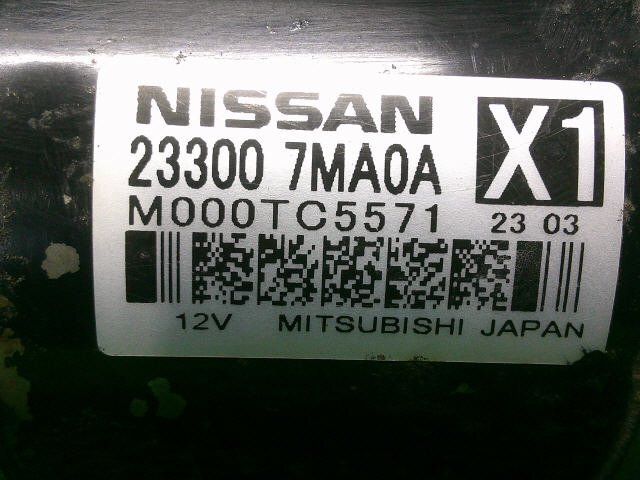 NISSAN
X1
23300 7MA0A
M000TC5571
23 03
12V MITSUBISHI JAPAN